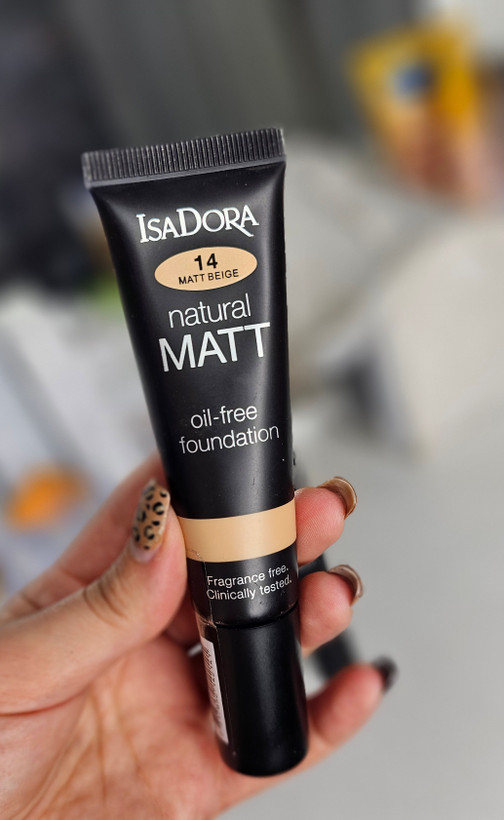 ISADORA
14
MATT BEIGE
natural
MATT
oil-free
foundation
Fragrance free.
Clinically tested.